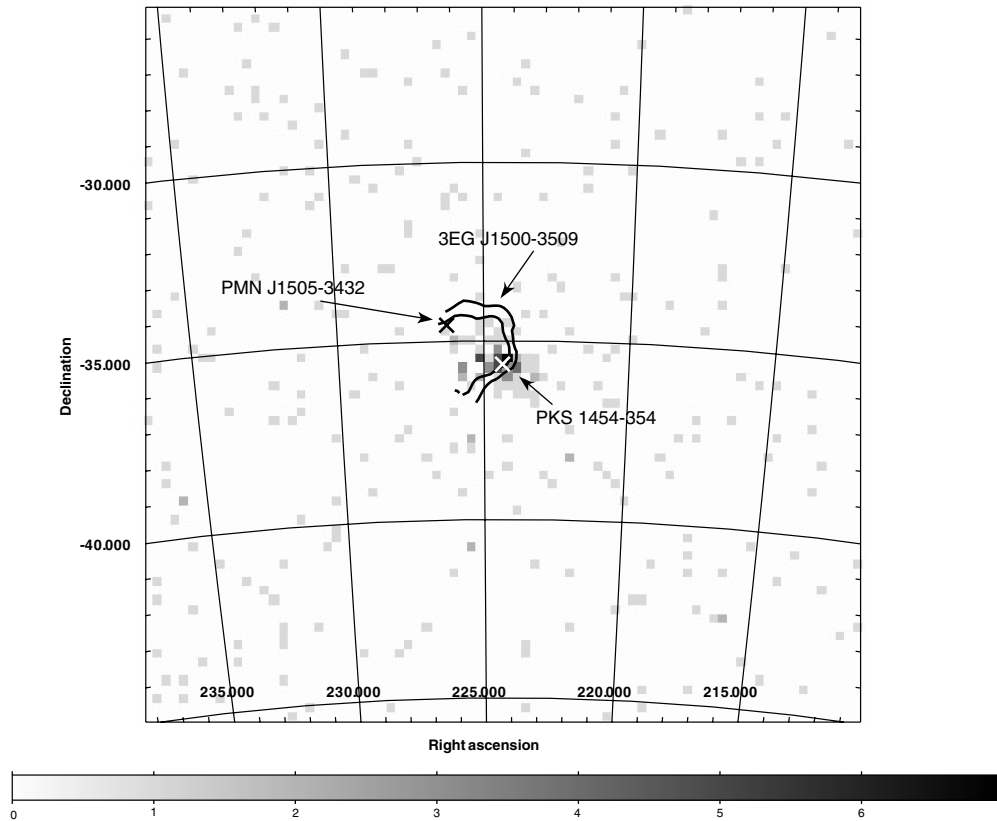 3EG J1500-3509
PMN J1505-3432
PKS 1454-354
-30.000
-35.000
-40.000
Declination
235.000 230.000 225.000 220.000 215.000
Right ascension
0 1 2 3 4 5 6